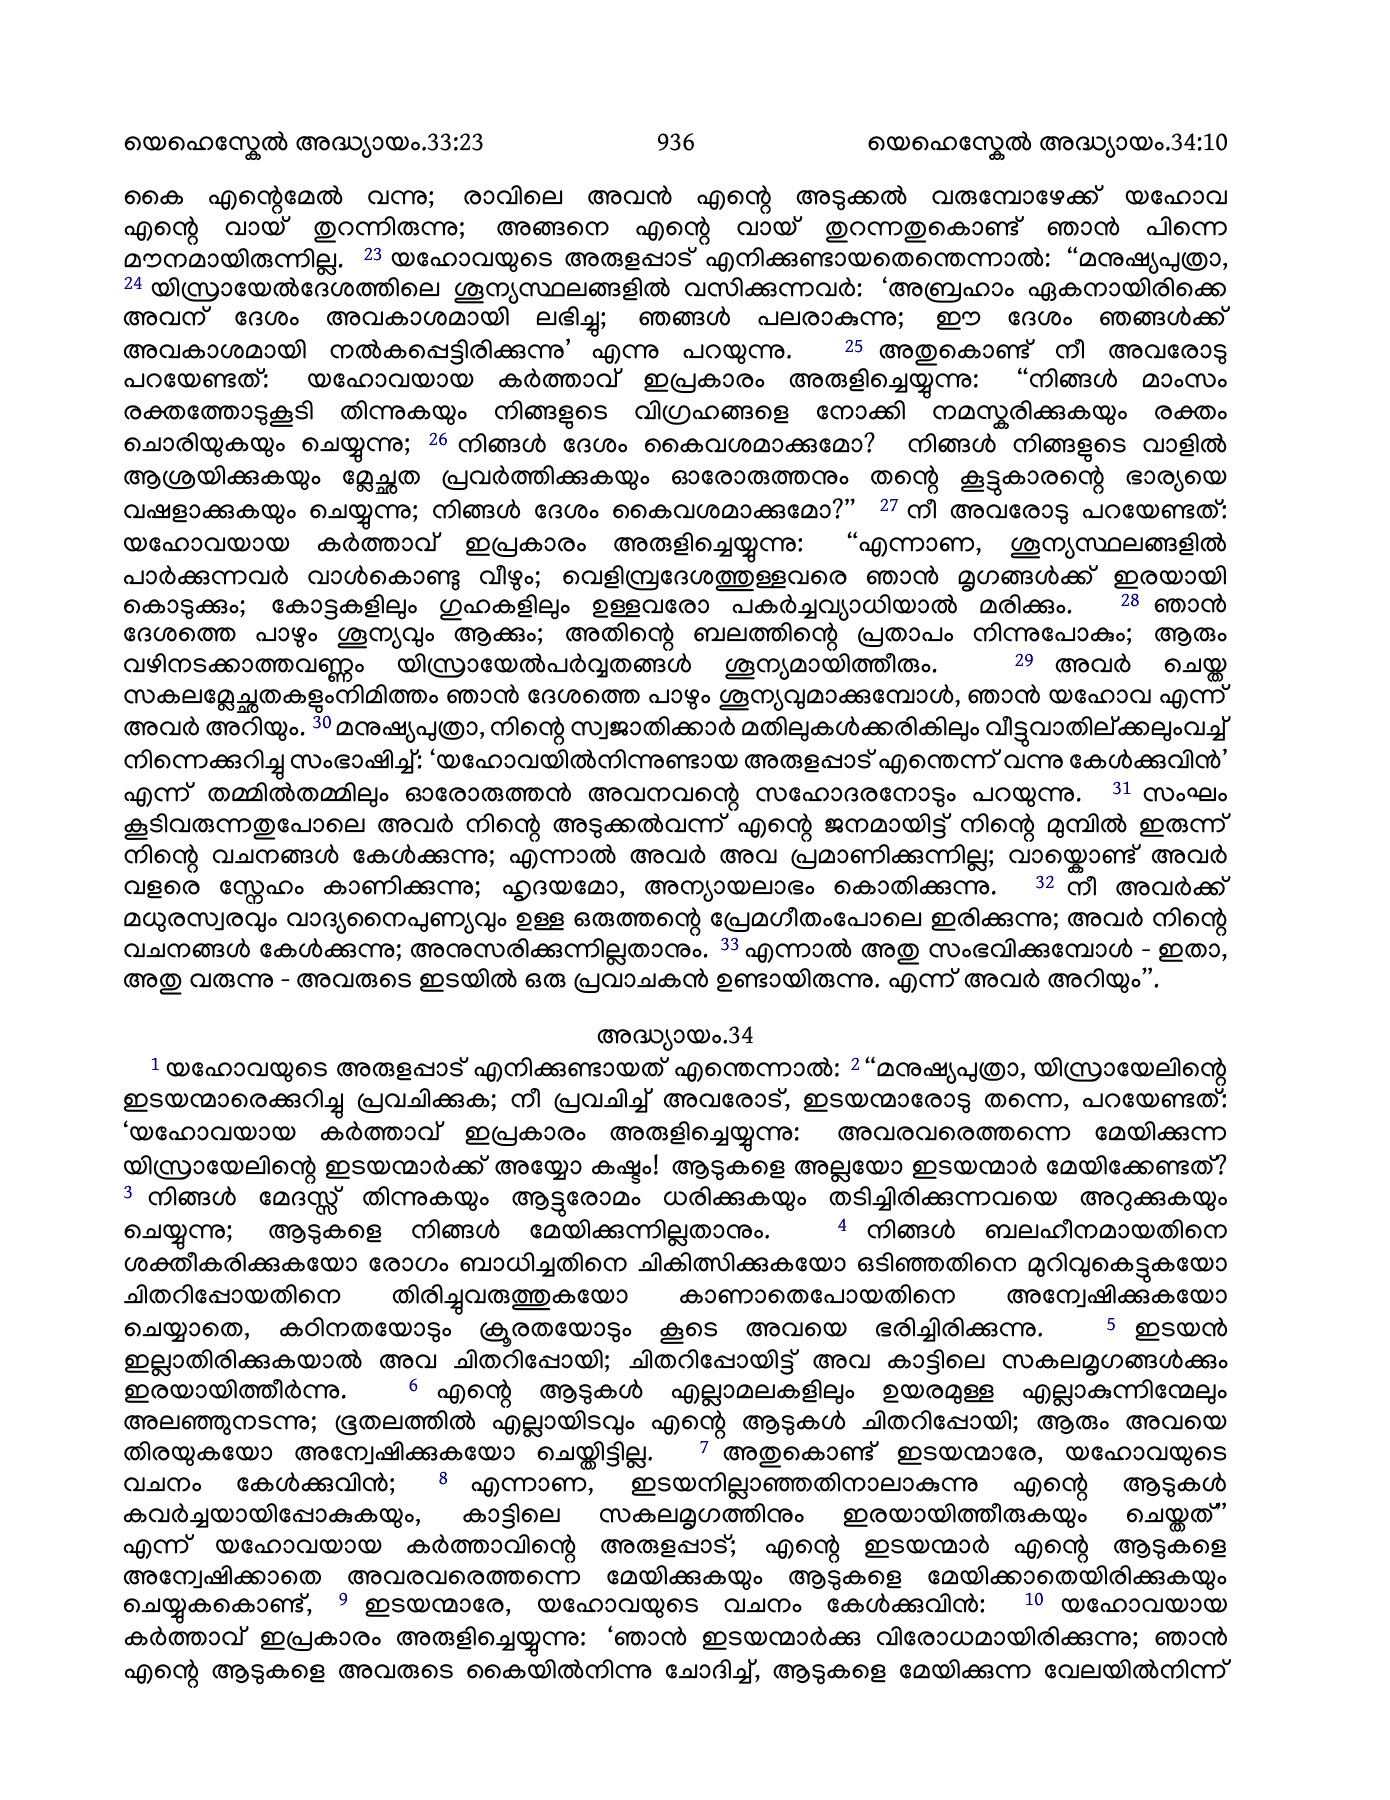 യെഹെസ്കേൽ അദ്ധ്യായം.33:23 936 യെഹെസ്കേൽ അദ്ധ്യായം.34:10
കൈ എന്റെമേൽ വന്നു; രാവിലെ അവൻ എന്റെ അടുക്കൽ വരുമ്പോഴേക്ക് യഹോവ
എന്റെ വായ് തുറന്നിരുന്നു; അങ്ങനെ എന്റെ വായ് തുറന്നതുകൊണ്ട് ഞാൻ പിന്നെ
മൗനമായിരുന്നില്ല. 23 യഹോവയുടെ അരുളപ്പാട് എനിക്കുണ്ടായതെന്തെന്നാൽ: “മനുഷ്യപുത്രാ,
24 യിസ്രായേൽദേശത്തിലെ ശൂന്യസ്ഥലങ്ങളിൽ വസിക്കുന്നവർ: ‘അബ്രഹാം ഏകനായിരിക്കെ
അവന് ദേശം അവകാശമായി ലഭിച്ചു; ഞങ്ങൾ പലരാകുന്നു; ഈ ദേശം ഞങ്ങൾക്ക്
അവകാശമായി നൽകപ്പെട്ടിരിക്കുന്നു’ എന്നു പറയുന്നു. 25 അതുകൊണ്ട് നീ അവരോടു
പറയേണ്ടത്: യഹോവയായ കർത്താവ് ഇപ്രകാരം അരുളിച്ചെയ്യുന്നു: “നിങ്ങൾ മാംസം
രക്തത്തോടുകൂടി തിന്നുകയും നിങ്ങളുടെ വിഗ്രഹങ്ങളെ നോക്കി നമസ്കരിക്കുകയും രക്തം
ചൊരിയുകയും ചെയ്യുന്നു; 26 നിങ്ങൾ ദേശം കൈവശമാക്കുമോ? നിങ്ങൾ നിങ്ങളുടെ വാളിൽ
ആശ്രയിക്കുകയും മ്ലേച്ഛത പ്രവർത്തിക്കുകയും ഓരോരുത്തനും തന്റെ കൂട്ടുകാരന്റെ ഭാര്യയെ
വഷളാക്കുകയും ചെയ്യുന്നു; നിങ്ങൾ ദേശം കൈവശമാക്കുമോ?” 27 നീ അവരോടു പറയേണ്ടത്:
യഹോവയായ കർത്താവ് ഇപ്രകാരം അരുളിച്ചെയ്യുന്നു: “എന്നാണ, ശൂന്യസ്ഥലങ്ങളിൽ
പാർക്കുന്നവർ വാൾകൊണ്ടു വീഴും; വെളിമ്പ്രദേശത്തുള്ളവരെ ഞാൻ മൃഗങ്ങൾക്ക് ഇരയായി
കൊടുക്കും; കോട്ടകളിലും ഗുഹകളിലും ഉള്ളവരോ പകർച്ചവ്യാധിയാൽ മരിക്കും. 28 ഞാൻ
ദേശത്തെ പാഴും ശൂന്യവും ആക്കും; അതിന്റെ ബലത്തിന്റെ പ്രതാപം നിന്നുപോകും; ആരും
വഴിനടക്കാത്തവണ്ണം യിസ്രായേൽപർവ്വതങ്ങൾ ശൂന്യമായിത്തീരും. 29 അവർ ചെയ്ത
സകലമ്ലേച്ഛതകളുംനിമിത്തം ഞാൻ ദേശത്തെ പാഴും ശൂന്യവുമാക്കുമ്പോൾ, ഞാൻ യഹോവ എന്ന്
അവർ അറിയും. 30 മനുഷ്യപുത്രാ, നിന്റെ സ്വജാതിക്കാർ മതിലുകൾക്കരികിലും വീട്ടുവാതില്ക്കലുംവച്ച്
നിന്നെക്കുറിച്ചു സംഭാഷിച്ച്: ‘യഹോവയിൽനിന്നുണ്ടായ അരുളപ്പാട് എന്തെന്ന് വന്നു കേൾക്കുവിൻ’
എന്ന് തമ്മിൽതമ്മിലും ഓരോരുത്തൻ അവനവന്റെ സഹോദരനോടും പറയുന്നു. 31 സംഘം
കൂടിവരുന്നതുപോലെ അവർ നിന്റെ അടുക്കൽവന്ന് എന്റെ ജനമായിട്ട് നിന്റെ മുമ്പിൽ ഇരുന്ന്
നിന്റെ വചനങ്ങൾ കേൾക്കുന്നു; എന്നാൽ അവർ അവ പ്രമാണിക്കുന്നില്ല; വായ്കൊണ്ട് അവർ
വളരെ സ്നേഹം കാണിക്കുന്നു; ഹൃദയമോ, അന്യായലാഭം കൊതിക്കുന്നു. 32 നീ അവർക്ക്
മധുരസ്വരവും വാദ്യനൈപുണ്യവും ഉള്ള ഒരുത്തന്റെ പ്രേമഗീതംപോലെ ഇരിക്കുന്നു; അവർ നിന്റെ
വചനങ്ങൾ കേൾക്കുന്നു; അനുസരിക്കുന്നില്ലതാനും. 33 എന്നാൽ അതു സംഭവിക്കുമ്പോൾ - ഇതാ,
അതു വരുന്നു - അവരുടെ ഇടയിൽ ഒരു പ്രവാചകൻ ഉണ്ടായിരുന്നു. എന്ന് അവർ അറിയും”.
അദ്ധ്യായം.34
1 യഹോവയുടെ അരുളപ്പാട് എനിക്കുണ്ടായത് എന്തെന്നാൽ: 2 “മനുഷ്യപുത്രാ, യിസ്രായേലിന്റെ
ഇടയന്മാരെക്കുറിച്ചു പ്രവചിക്കുക; നീ പ്രവചിച്ച് അവരോട്, ഇടയന്മാരോടു തന്നെ, പറയേണ്ടത്:
‘യഹോവയായ കർത്താവ് ഇപ്രകാരം അരുളിച്ചെയ്യുന്നു: അവരവരെത്തന്നെ മേയിക്കുന്ന
യിസ്രായേലിന്റെ ഇടയന്മാർക്ക് അയ്യോ കഷ്ടം! ആടുകളെ അല്ലയോ ഇടയന്മാർ മേയിക്കേണ്ടത്?
3 നിങ്ങൾ മേദസ്സ് തിന്നുകയും ആട്ടുരോമം ധരിക്കുകയും തടിച്ചിരിക്കുന്നവയെ അറുക്കുകയും
ചെയ്യുന്നു; ആടുകളെ നിങ്ങൾ മേയിക്കുന്നില്ലതാനും. 4 നിങ്ങൾ ബലഹീനമായതിനെ
ശക്തീകരിക്കുകയോ രോഗം ബാധിച്ചതിനെ ചികിത്സിക്കുകയോ ഒടിഞ്ഞതിനെ മുറിവുകെട്ടുകയോ
ചിതറിപ്പോയതിനെ തിരിച്ചുവരുത്തുകയോ കാണാതെപോയതിനെ അന്വേഷിക്കുകയോ
ചെയ്യാതെ, കഠിനതയോടും ക്രൂരതയോടും കൂടെ അവയെ ഭരിച്ചിരിക്കുന്നു. 5 ഇടയൻ
ഇല്ലാതിരിക്കുകയാൽ അവ ചിതറിപ്പോയി; ചിതറിപ്പോയിട്ട് അവ കാട്ടിലെ സകലമൃഗങ്ങൾക്കും
ഇരയായിത്തീർന്നു. 6 എന്റെ ആടുകൾ എല്ലാമലകളിലും ഉയരമുള്ള എല്ലാകുന്നിന്മേലും
അലഞ്ഞുനടന്നു; ഭൂതലത്തിൽ എല്ലായിടവും എന്റെ ആടുകൾ ചിതറിപ്പോയി; ആരും അവയെ
തിരയുകയോ അന്വേഷിക്കുകയോ ചെയ്തിട്ടില്ല. 7 അതുകൊണ്ട് ഇടയന്മാരേ, യഹോവയുടെ
വചനം കേൾക്കുവിൻ; 8 എന്നാണ, ഇടയനില്ലാഞ്ഞതിനാലാകുന്നു എന്റെ ആടുകൾ
കവർച്ചയായിപ്പോകുകയും, കാട്ടിലെ സകലമൃഗത്തിനും ഇരയായിത്തീരുകയും ചെയ്തത്”
എന്ന് യഹോവയായ കർത്താവിന്റെ അരുളപ്പാട്; എന്റെ ഇടയന്മാർ എന്റെ ആടുകളെ
അന്വേഷിക്കാതെ അവരവരെത്തന്നെ മേയിക്കുകയും ആടുകളെ മേയിക്കാതെയിരിക്കുകയും
ചെയ്യുകകൊണ്ട്, 9 ഇടയന്മാരേ, യഹോവയുടെ വചനം കേൾക്കുവിൻ: 10 യഹോവയായ
കർത്താവ് ഇപ്രകാരം അരുളിച്ചെയ്യുന്നു: ‘ഞാൻ ഇടയന്മാർക്കു വിരോധമായിരിക്കുന്നു; ഞാൻ
എന്റെ ആടുകളെ അവരുടെ കൈയിൽനിന്നു ചോദിച്ച്, ആടുകളെ മേയിക്കുന്ന വേലയിൽനിന്ന്